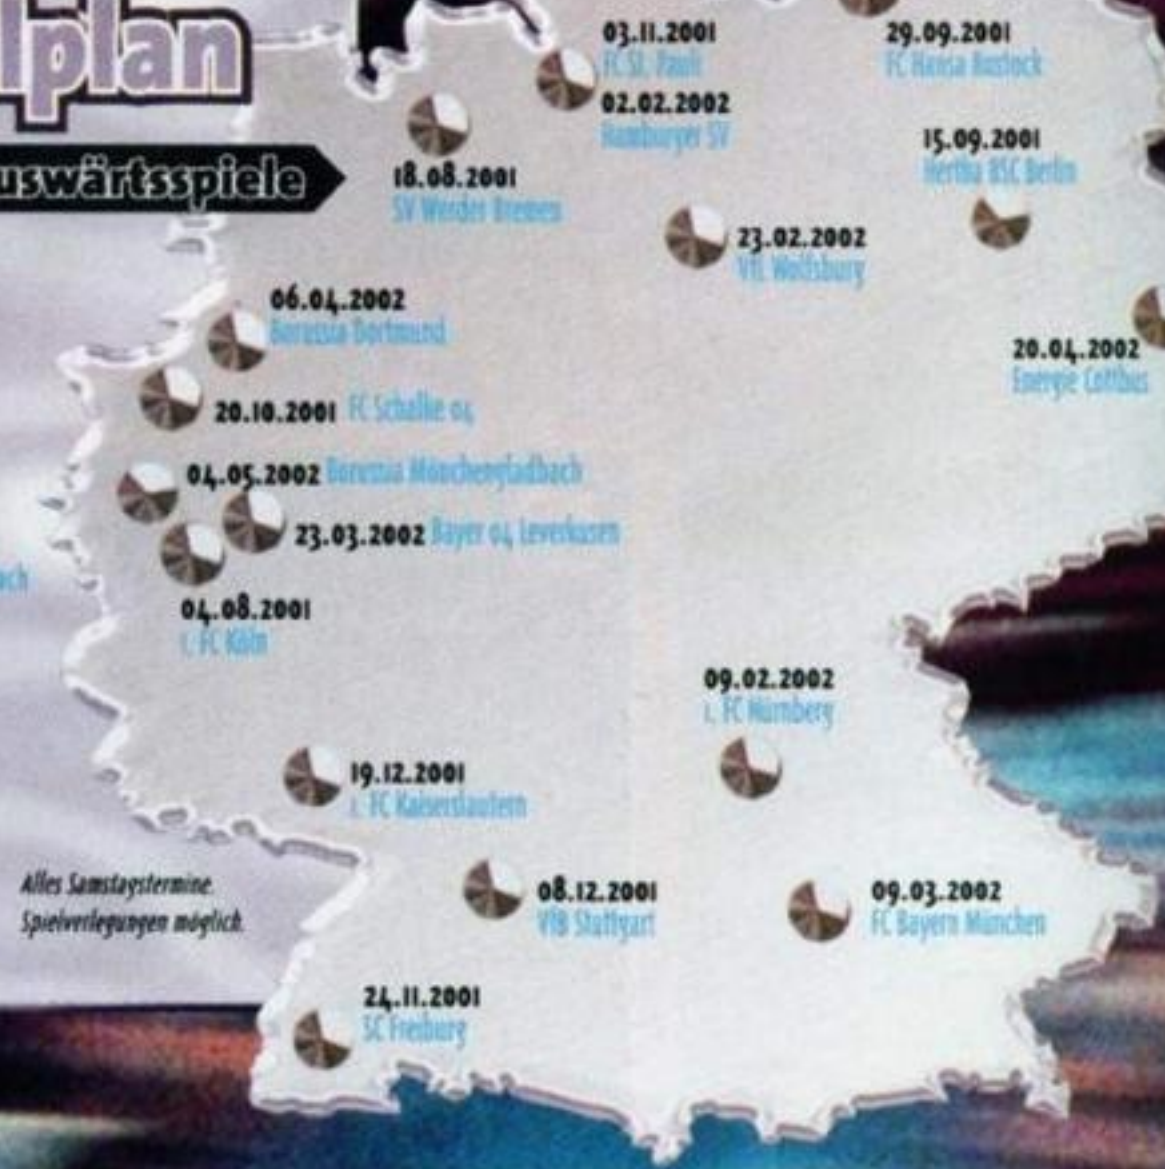 lplan
uswärtsspiele
03.11.2001
FC St. Pauli
02.02.2002
Hamburger SV
29.09.2001
FC Hansa Rostock
15.09.2001
Hertha BSC Berlin
18.08.2001
SV Werder Bremen
23.02.2002
VfL Wolfsburg
06.04.2002
Borussia Dortmund
20.04.2002
Energie Cottbus
20.10.2001 FC Schalke 04
04.05.2002 Borussia Mönchengladbach
23.03.2002 Bayer 04 Leverkusen
ach
04.08.2001
1. FC Köln
09.02.2002
1. FC Nürnberg
19.12.2001
1. FC Kaiserslautern
Alles Samstagstermine.
Spielverlegungen möglich.
08.12.2001
VfB Stuttgart
09.03.2002
FC Bayern München
24.11.2001
SC Freiburg